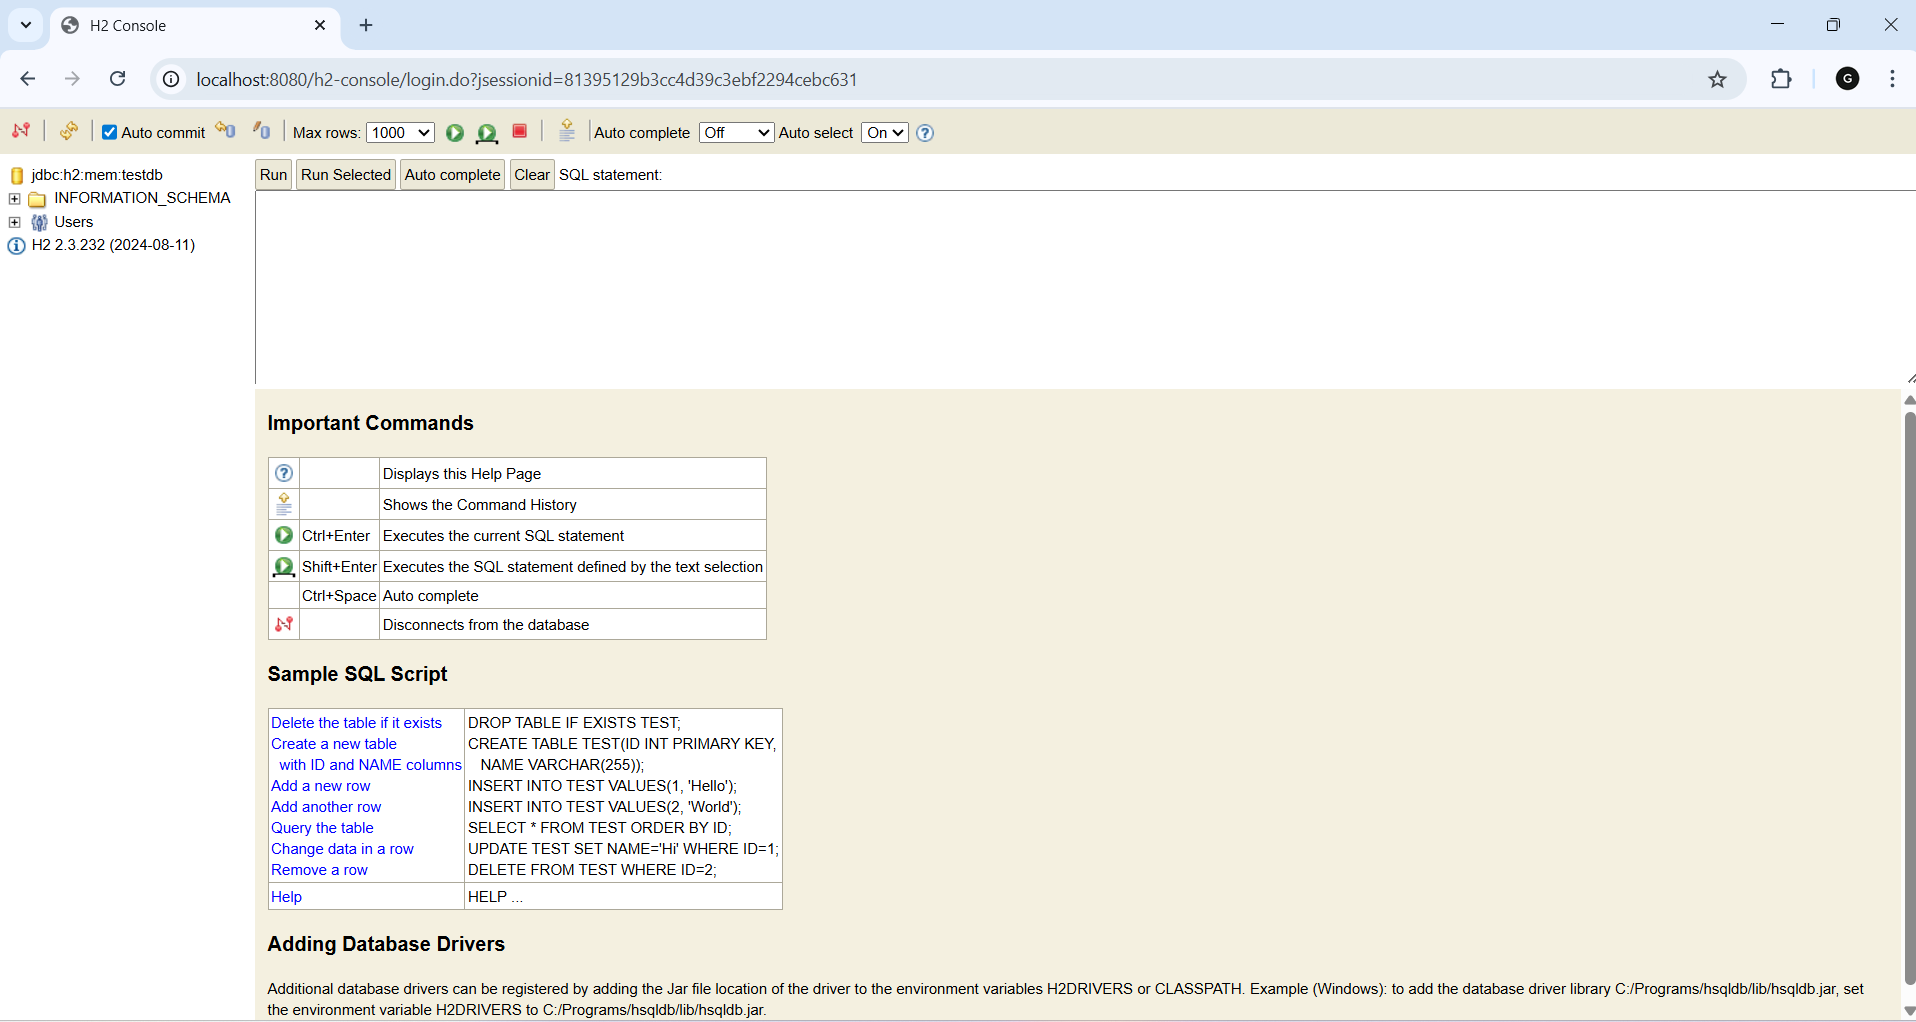 H2 Console
localhost:8080/h2-console/login.do?jsessionid=81395129b3cc4d39c3ebf2294cebc631
G
Auto commit Max rows: 1000 Auto complete Off Auto select On
jdbc:h2:mem:testdb
INFORMATION_SCHEMA
Users
H2 2.3.232 (2024-08-11)
Run Run Selected Auto complete Clear SQL statement:
Important Commands
Displays this Help Page
Shows the Command History
Ctrl+Enter Executes the current SQL statement
Shift+Enter Executes the SQL statement defined by the text selection
Ctrl+Space Auto complete
Disconnects from the database
Sample SQL Script
Delete the table if it exists DROP TABLE IF EXISTS TEST;
Create a new table CREATE TABLE TEST(ID INT PRIMARY KEY,
with ID and NAME columns NAME VARCHAR(255));
Add a new row INSERT INTO TEST VALUES(1, 'Hello');
Add another row INSERT INTO TEST VALUES(2, 'World');
Query the table SELECT * FROM TEST ORDER BY ID;
Change data in a row UPDATE TEST SET NAME='Hi' WHERE ID=1;
Remove a row DELETE FROM TEST WHERE ID=2;
Help HELP ...
Adding Database Drivers
Additional database drivers can be registered by adding the Jar file location of the driver to the environment variables H2DRIVERS or CLASSPATH. Example (Windows): to add the database driver library C:/Programs/hsqldb/lib/hsqldb.jar, set
the environment variable H2DRIVERS to C:/Programs/hsqldb/lib/hsqldb.jar.